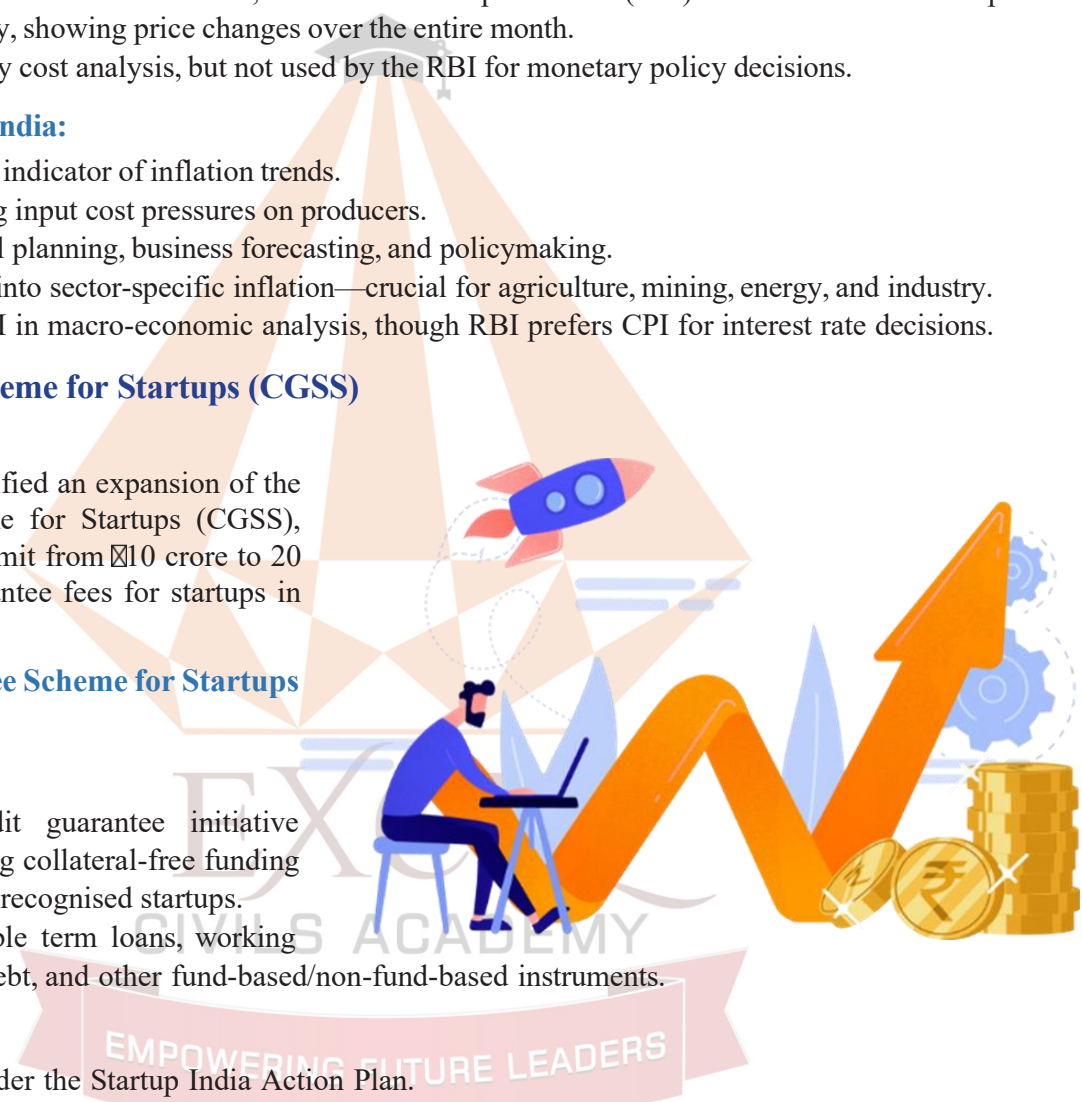 y, showing price changes over the entire month.
y cost analysis, but not used by the RBI for monetary policy decisions.
ndia:
indicator of inflation trends.
g input cost pressures on producers.
l planning, business forecasting, and policymaking.
into sector-specific inflation—crucial for agriculture, mining, energy, and industry.
I in macro-economic analysis, though RBI prefers CPI for interest rate decisions.
eme for Startups (CGSS)
fied an expansion of the
e for Startups (CGSS),
mit from 10 crore to 20
ntee fees for startups in
ee Scheme for Startups
dit guarantee initiative
g collateral-free funding
recognised startups.
ble term loans, working
ebt, and other fund-based/non-fund-based instruments.
der the Startup India Action Plan.
CIVILS ACADEMY
EMPOWERING FUTURE LEADERS